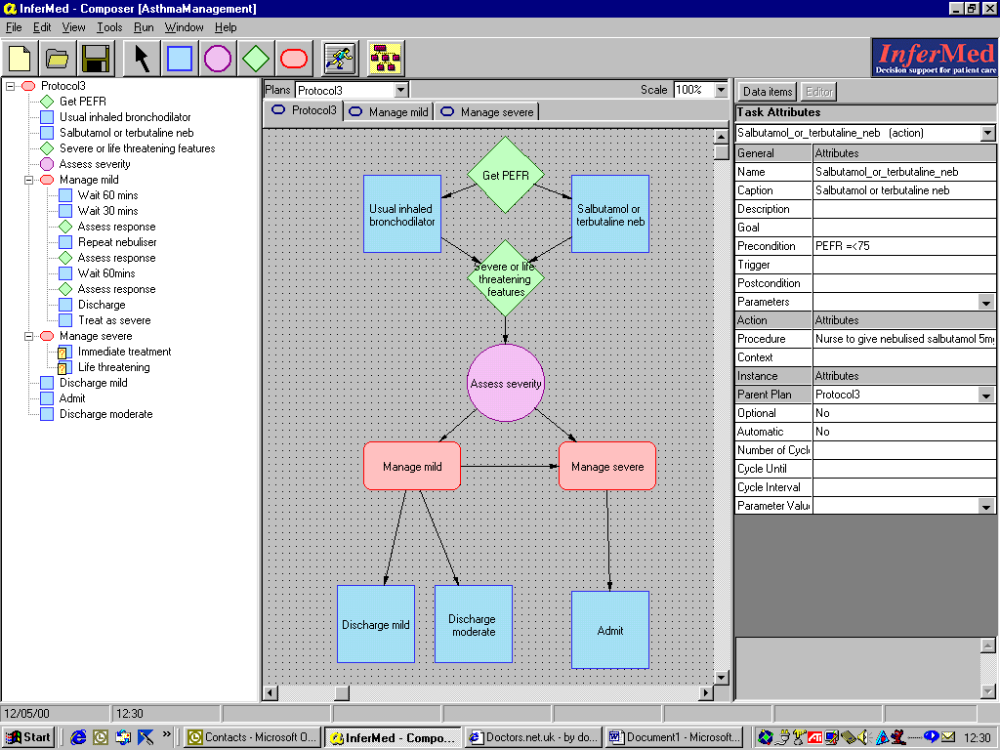 InferMed - Composer [AsthmaManagement]
File Edit View Tools Run Window Help
InferMed
Decision support for patient care
Protocol3
Get PEFR
Usual inhaled bronchodilator
Salbutamol or terbutaline neb
Severe or life threatening features
Assess severity
Manage mild
Wait 60 mins
Wait 30 mins
Assess response
Repeat nebuliser
Assess response
Wait 60mins
Assess response
Discharge
Treat as severe
Manage severe
? Immediate treatment
? Life threatening
Discharge mild
Admit
Discharge moderate
Plans Protocol3 Scale 100%
Protocol3 Manage mild Manage severe
Get PEFR
Usual inhaled
bronchodilator
Salbutamol or
terbutaline neb
Severe or life
threatening
features
Assess severity
Manage mild
Manage severe
Discharge mild
Discharge
moderate
Admit
Data items Editor
Task Attributes
Salbutamol_or_terbutaline_neb (action)
General Attributes
Name Salbutamol_or_terbutaline_neb
Caption Salbutamol or terbutaline neb
Description
Goal
Precondition PEFR =<75
Trigger
Postcondition
Parameters
Action Attributes
Procedure Nurse to give nebulised salbutamol 5mg
Context
Instance Attributes
Parent Plan Protocol3
Optional No
Automatic No
Number of Cycl
Cycle Until
Cycle Interval
Parameter Valu
12/05/00 12:30
Start » Contacts - Microsoft O... InferMed - Compo... Doctors.net.uk - by do... Document1 - Microsoft... 12:30